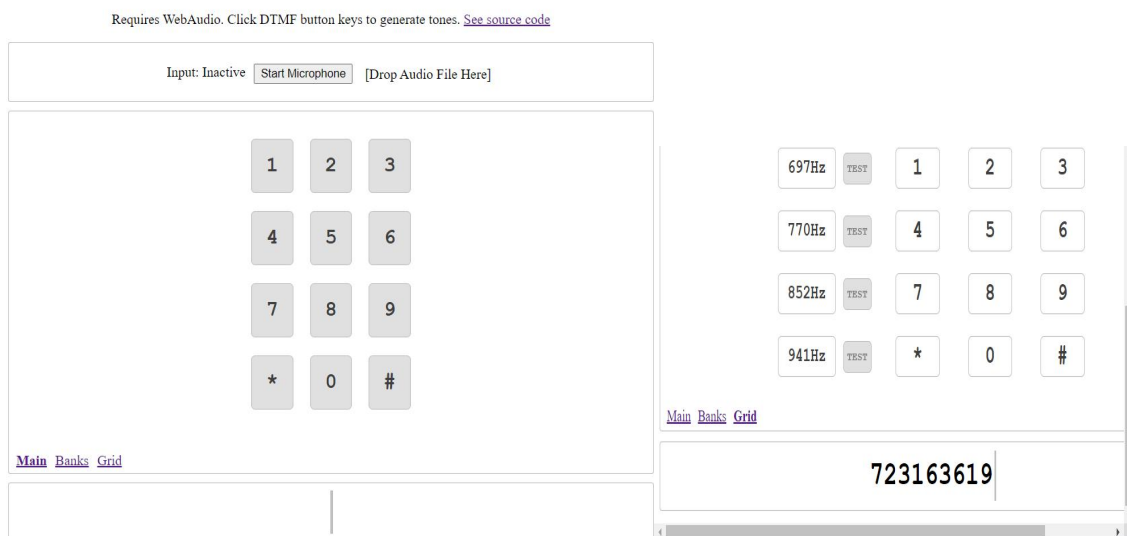 Requires WebAudio. Click DTMF button keys to generate tones. See source code
Input: Inactive Start Microphone [Drop Audio File Here]
1 2 3
4 5 6
7 8 9
* 0 #
Main Banks Grid
697Hz TEST 1 2 3
770Hz TEST 4 5 6
852Hz TEST 7 8 9
941Hz TEST * 0 #
Main Banks Grid
723163619